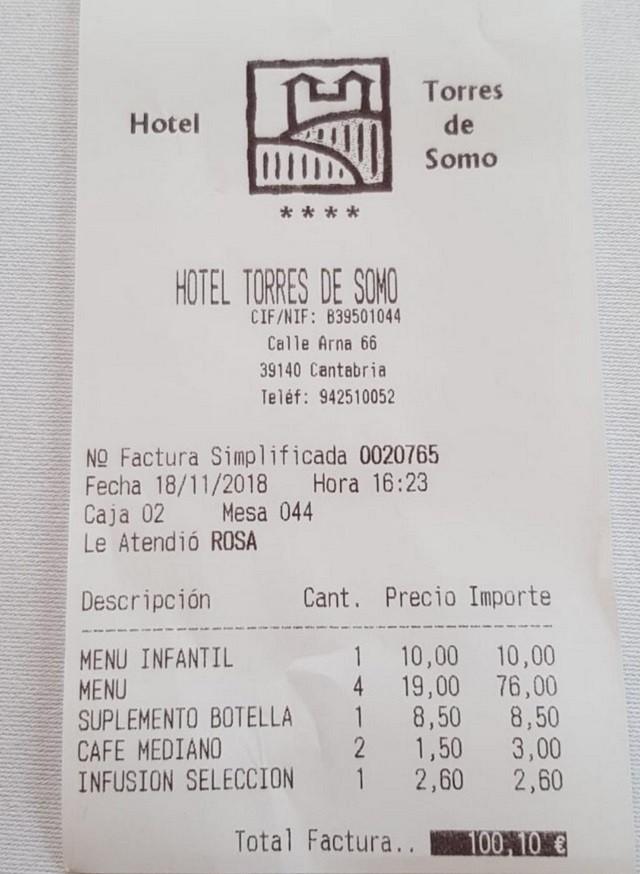 Hotel
Torres
de
Somo
****
HOTEL TORRES DE SOMO
CIF/NIF: B39501044
Calle Arna 66
39140 Cantabria
Teléf: 942510052
Nº Factura Simplificada 0020765
Fecha 18/11/2018 Hora 16:23
Caja 02 Mesa 044
Le Atendió ROSA
Descripción Cant. Precio Importe
MENU INFANTIL 1 10,00 10,00
MENU 4 19,00 76,00
SUPLEMENTO BOTELLA 1 8,50 8,50
CAFE MEDIANO 2 1,50 3,00
INFUSION SELECCION 1 2,60 2,60
Total Factura.. 100,10 €